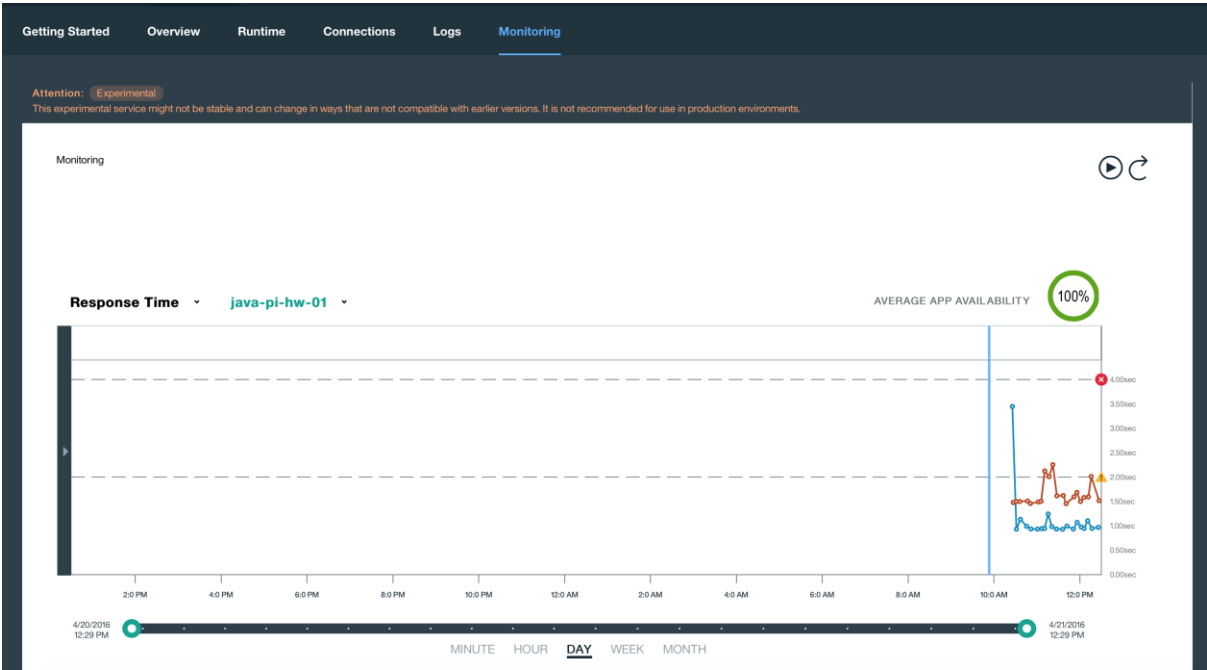 Getting Started Overview Runtime Connections Logs Monitoring
Attention: Experimental
This experimental service might not be stable and can change in ways that are not compatible with earlier versions. It is not recommended for use in production environments.
Monitoring
Response Time java-pi-hw-01 AVERAGE APP AVAILABILITY 100%
4.00sec
3.50sec
3.00sec
2.50sec
2.00sec
1.50sec
1.00sec
0.50sec
0.00sec
2:0 PM 4:0 PM 6:0 PM 8:0 PM 10:0 PM 12:0 AM 2:0 AM 4:0 AM 6:0 AM 8:0 AM 10:0 AM 12:0 PM
4/20/2016 4/21/2016
12:29 PM 12:29 PM
MINUTE HOUR DAY WEEK MONTH